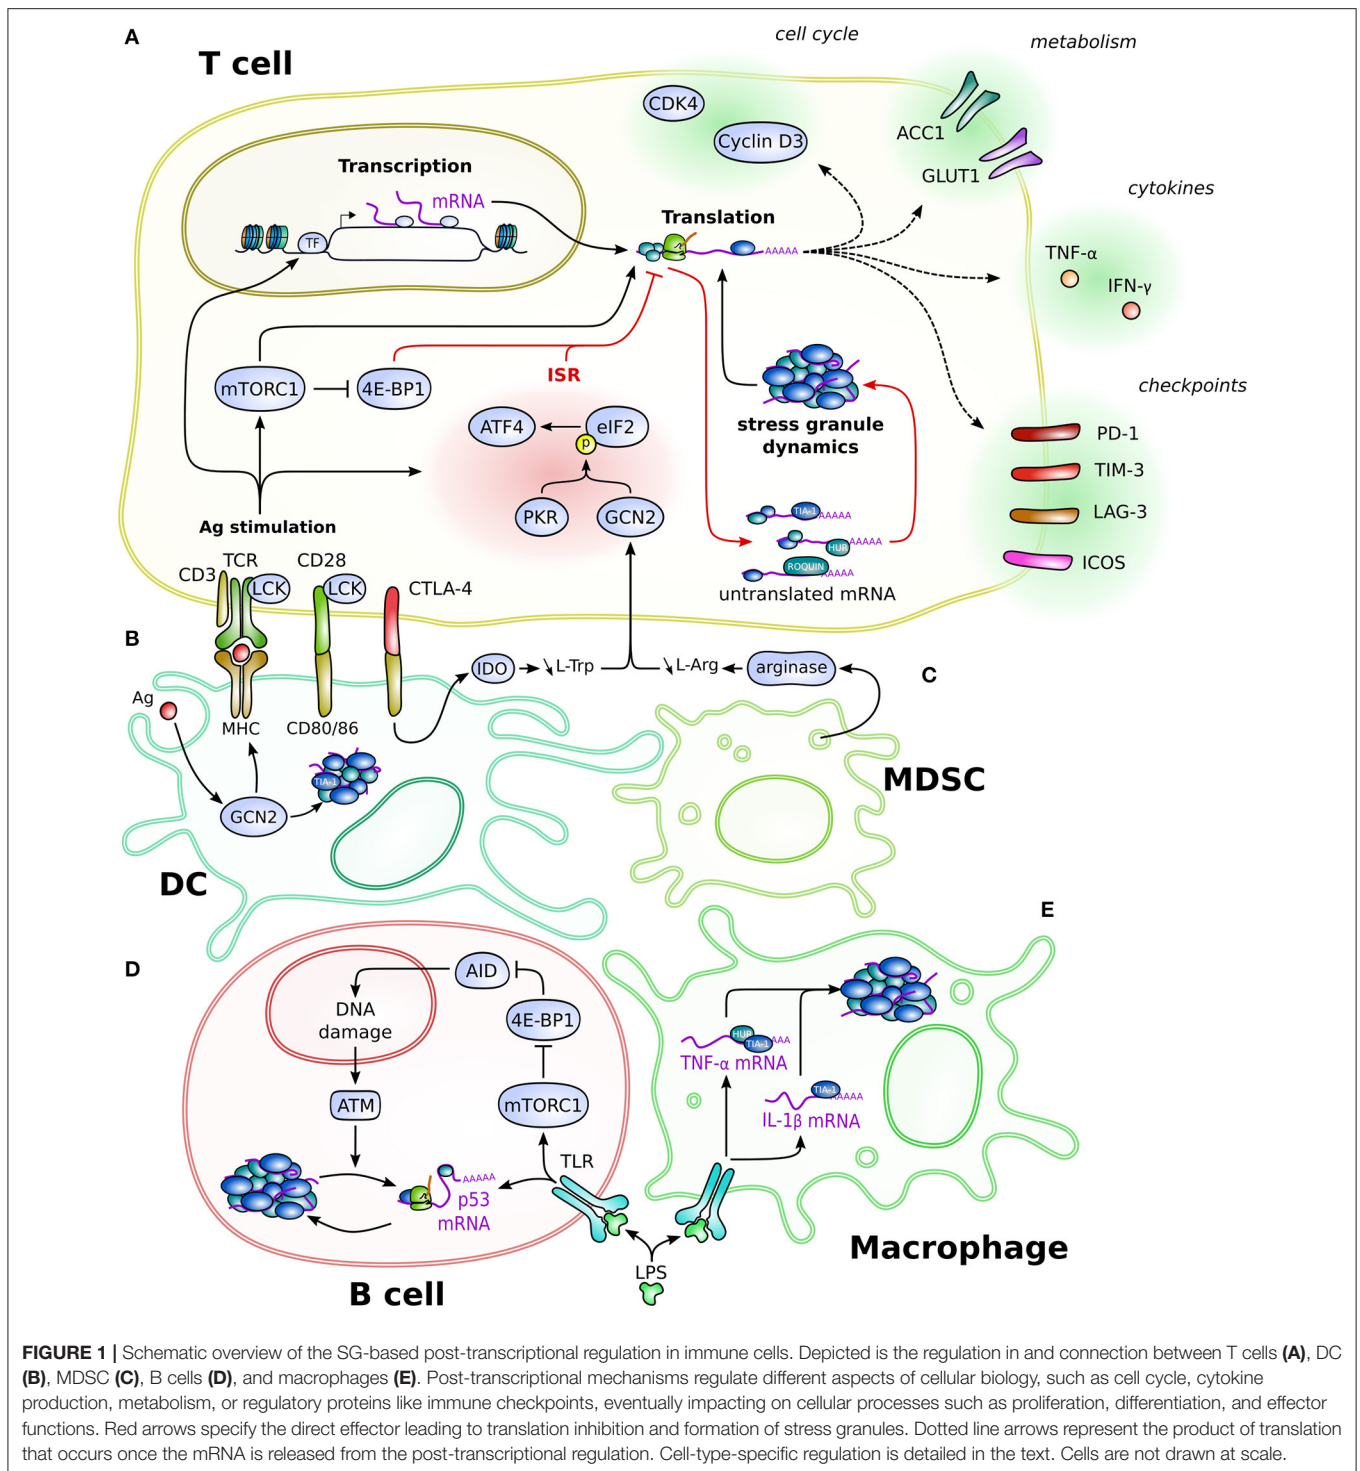 A
T cell
cell cycle
metabolism
CDK4
Cyclin D3
ACC1
GLUT1
Transcription
mRNA
TF
Translation
AAAAA
cytokines
TNF-α
IFN-γ
mTORC1
4E-BP1
ISR
ATF4
eIF2
p
PKR
GCN2
stress granule
dynamics
checkpoints
PD-1
TIM-3
LAG-3
ICOS
TIA-1
AAAAA
HUR
AAAAA
ROQUIN
AAAAA
untranslated mRNA
Ag stimulation
TCR
CD3
LCK
CD28
LCK
CTLA-4
B
Ag
MHC
CD80/86
IDO
L-Trp
L-Arg
arginase
C
GCN2
TIA-1
DC
MDSC
D
AID
DNA
damage
4E-BP1
ATM
mTORC1
TLR
AAAAA
p53
mRNA
B cell
LPS
E
HUR
TIA-1
AAA
TNF-α mRNA
TIA-1
AAAAA
IL-1β mRNA
Macrophage
FIGURE 1 | Schematic overview of the SG-based post-transcriptional regulation in immune cells. Depicted is the regulation in and connection between T cells (A), DC
(B), MDSC (C), B cells (D), and macrophages (E). Post-transcriptional mechanisms regulate different aspects of cellular biology, such as cell cycle, cytokine
production, metabolism, or regulatory proteins like immune checkpoints, eventually impacting on cellular processes such as proliferation, differentiation, and effector
functions. Red arrows specify the direct effector leading to translation inhibition and formation of stress granules. Dotted line arrows represent the product of translation
that occurs once the mRNA is released from the post-transcriptional regulation. Cell-type-specific regulation is detailed in the text. Cells are not drawn at scale.